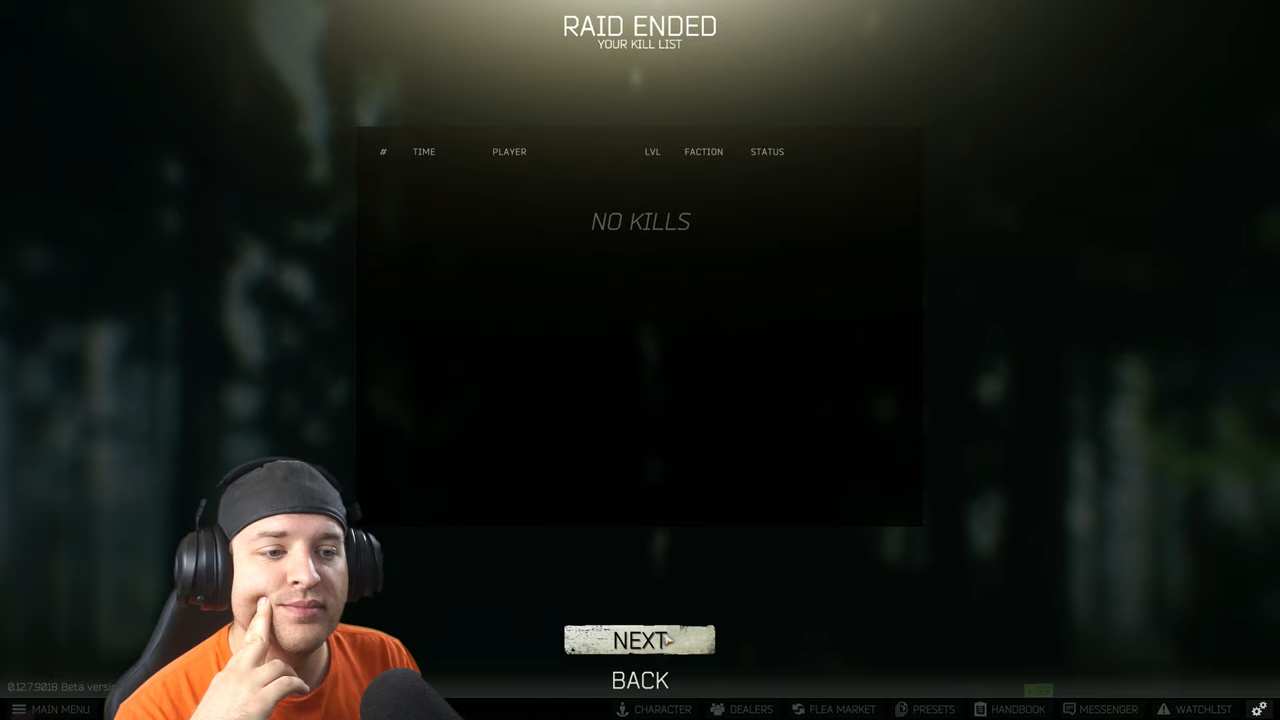 RAID ENDED
YOUR KILL LIST
# TIME PLAYER LVL FACTION STATUS
NO KILLS
NEXT
BACK
0.12.7.9018 Beta
MAIN MENU CHARACTER DEALERS FLEA MARKET PRESETS HANDBOOK MESSENGER WATCHLIST